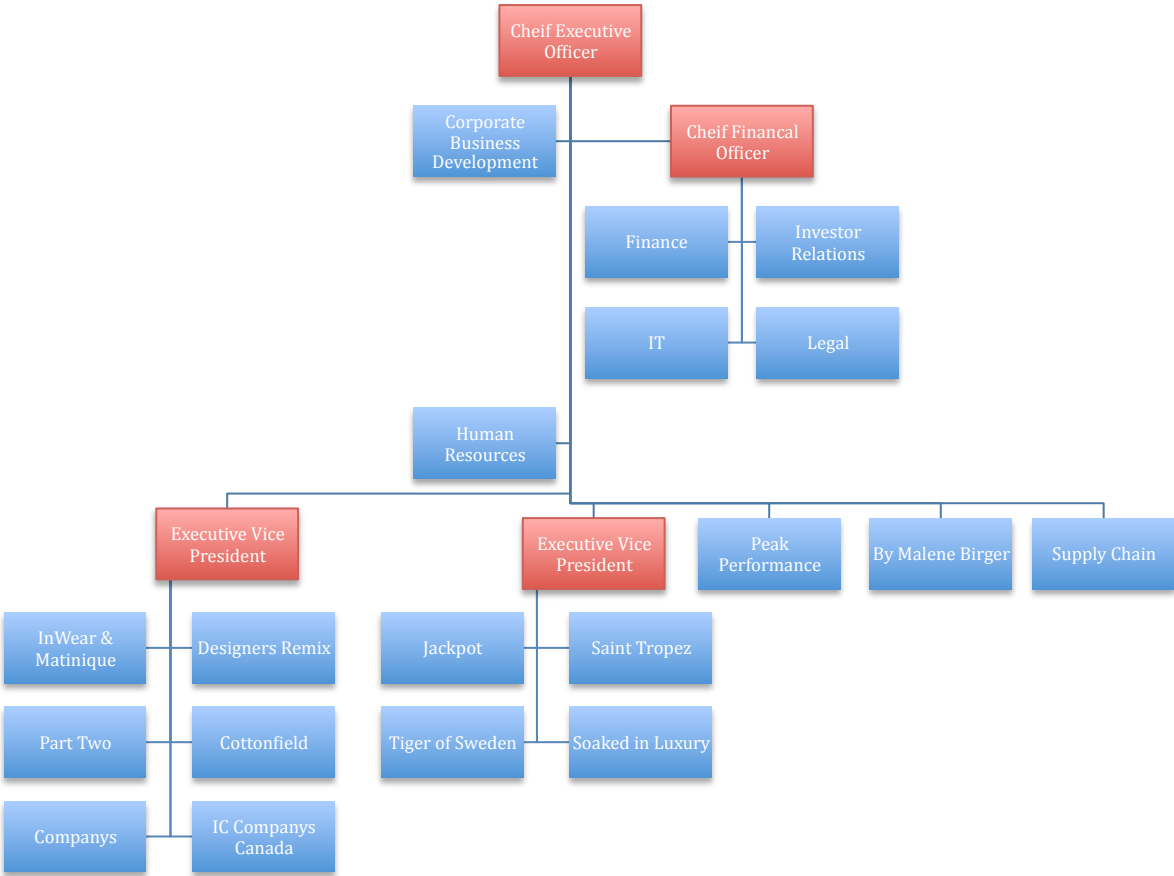 Cheif Executive
Officer
Corporate
Business
Development
Cheif Financal
Officer
Finance
Investor
Relations
IT
Legal
Human
Resources
Executive Vice
President
Executive Vice
President
Peak
Performance
By Malene Birger
Supply Chain
InWear &
Matinique
Designers Remix
Jackpot
Saint Tropez
Part Two
Cottonfield
Tiger of Sweden
Soaked in Luxury
Companys
IC Companys
Canada